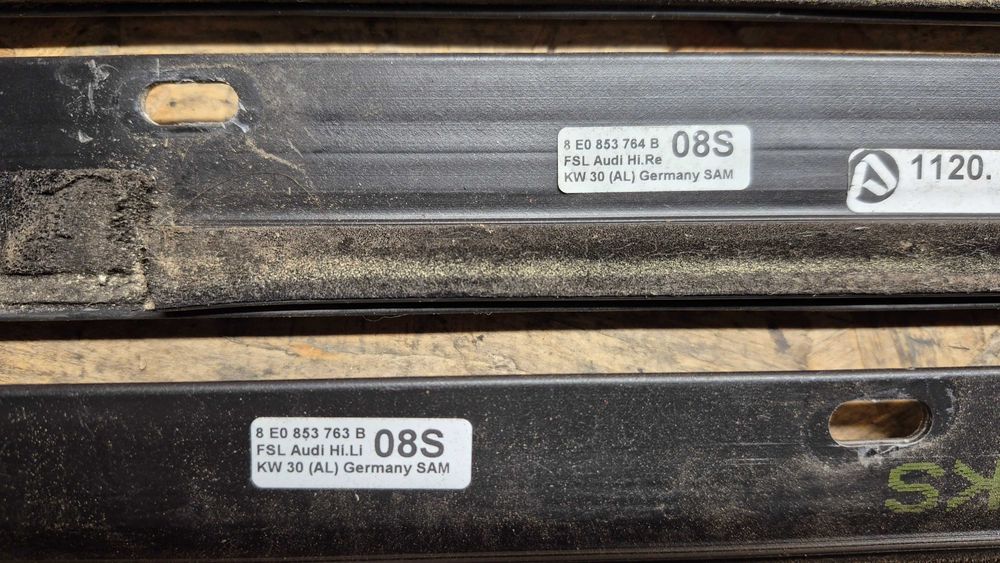 8 E0 853 764 B 08S
FSL Audi Hi.Re
KW 30 (AL) Germany SAM
1120.
8 E0 853 763 B 08S
FSL Audi Hi.Li
KW 30 (AL) Germany SAM
KS